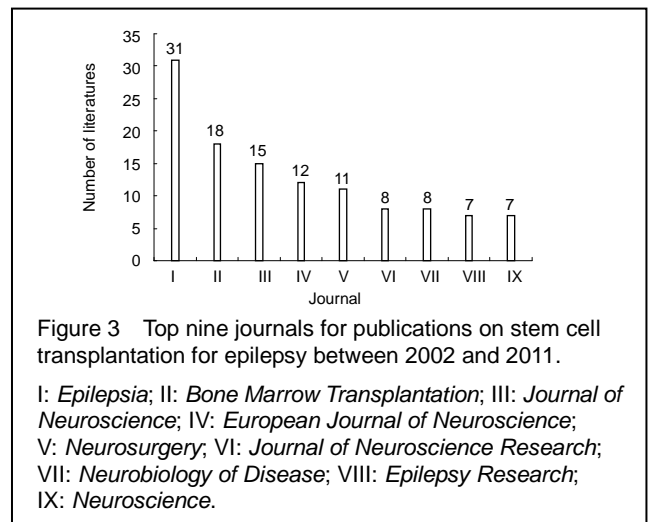 35
30
25
20
15
10
5
0
Number of literatures
31
18
15
12
11
8
8
7
7
I II III IV V VI VII VIII IX
Journal
Figure 3 Top nine journals for publications on stem cell
transplantation for epilepsy between 2002 and 2011.
I: Epilepsia; II: Bone Marrow Transplantation; III: Journal of
Neuroscience; IV: European Journal of Neuroscience;
V: Neurosurgery; VI: Journal of Neuroscience Research;
VII: Neurobiology of Disease; VIII: Epilepsy Research;
IX: Neuroscience.